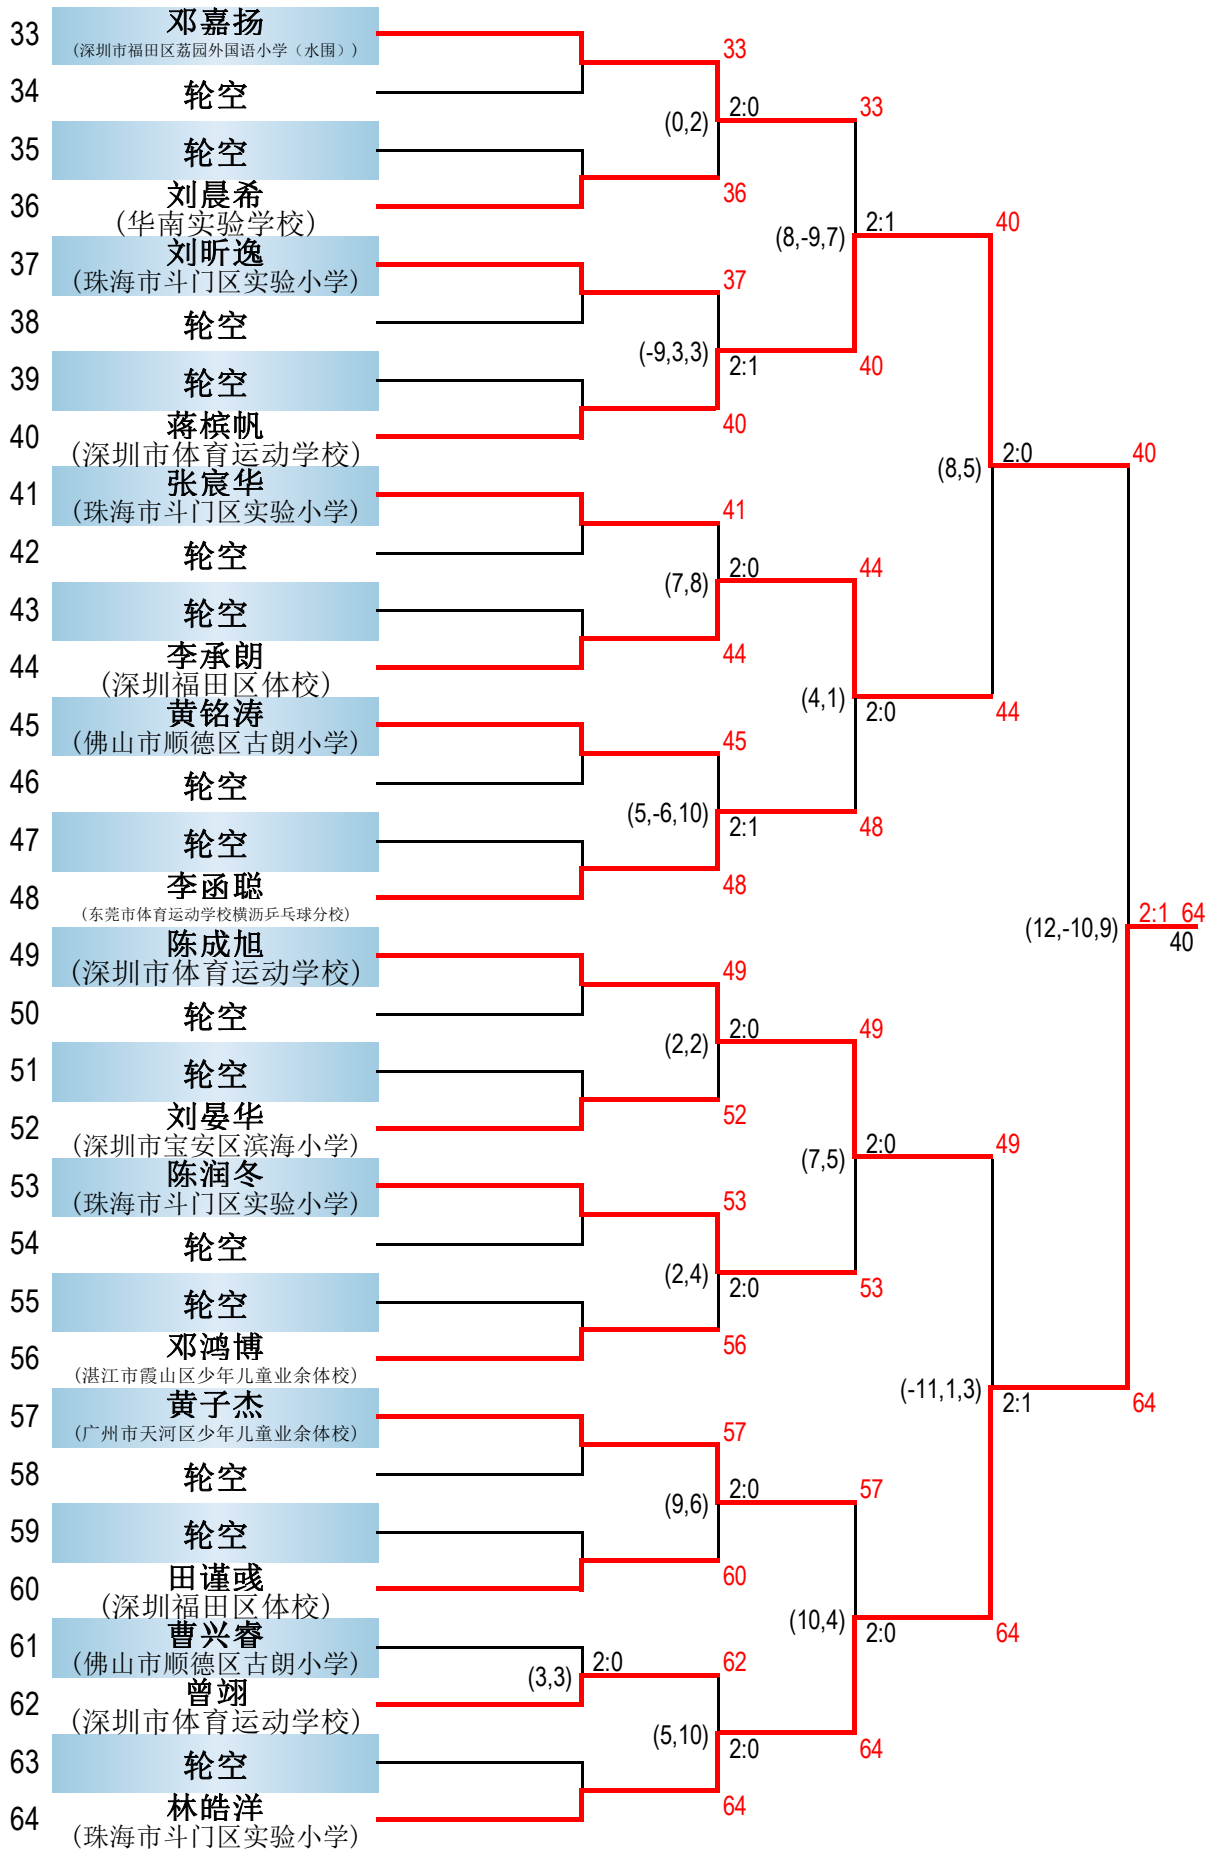 33
邓嘉扬
(深圳市福田区荔园外国语小学（水围）)
33
34
轮空
2:0
33
(0,2)
35
轮空
36
刘晨希
36
(华南实验学校)
2:1
40
(8,-9,7)
37
刘昕逸
(珠海市斗门区实验小学)
37
38
轮空
(-9,3,3)
2:1
40
39
轮空
40
蒋槟帆
40
(深圳市体育运动学校)
2:0
40
(8,5)
41
张宸华
(珠海市斗门区实验小学)
41
42
轮空
2:0
44
(7,8)
43
轮空
44
李承朗
44
(深圳福田区体校)
(4,1)
2:0
44
45
黄铭涛
(佛山市顺德区古朗小学)
45
46
轮空
(5,-6,10)
2:1
48
47
轮空
48
李函聪
48
(东莞市体育运动学校横沥乒乓球分校)
2:1 64
(12,-10,9)
40
49
陈成旭
(深圳市体育运动学校)
49
50
轮空
2:0
49
(2,2)
51
轮空
52
刘晏华
52
(深圳市宝安区滨海小学)
2:0
49
(7,5)
53
陈润冬
(珠海市斗门区实验小学)
53
54
轮空
(2,4)
2:0
53
55
轮空
56
邓鸿博
56
(湛江市霞山区少年儿童业余体校)
(-11,1,3)
2:1
64
57
黄子杰
(广州市天河区少年儿童业余体校)
57
58
轮空
2:0
57
(9,6)
59
轮空
60
田谨彧
60
(深圳福田区体校)
(10,4)
2:0
64
61
曹兴睿
(佛山市顺德区古朗小学)
2:0
62
(3,3)
62
曾翊
(深圳市体育运动学校)
(5,10)
2:0
64
63
轮空
64
林皓洋
64
(珠海市斗门区实验小学)